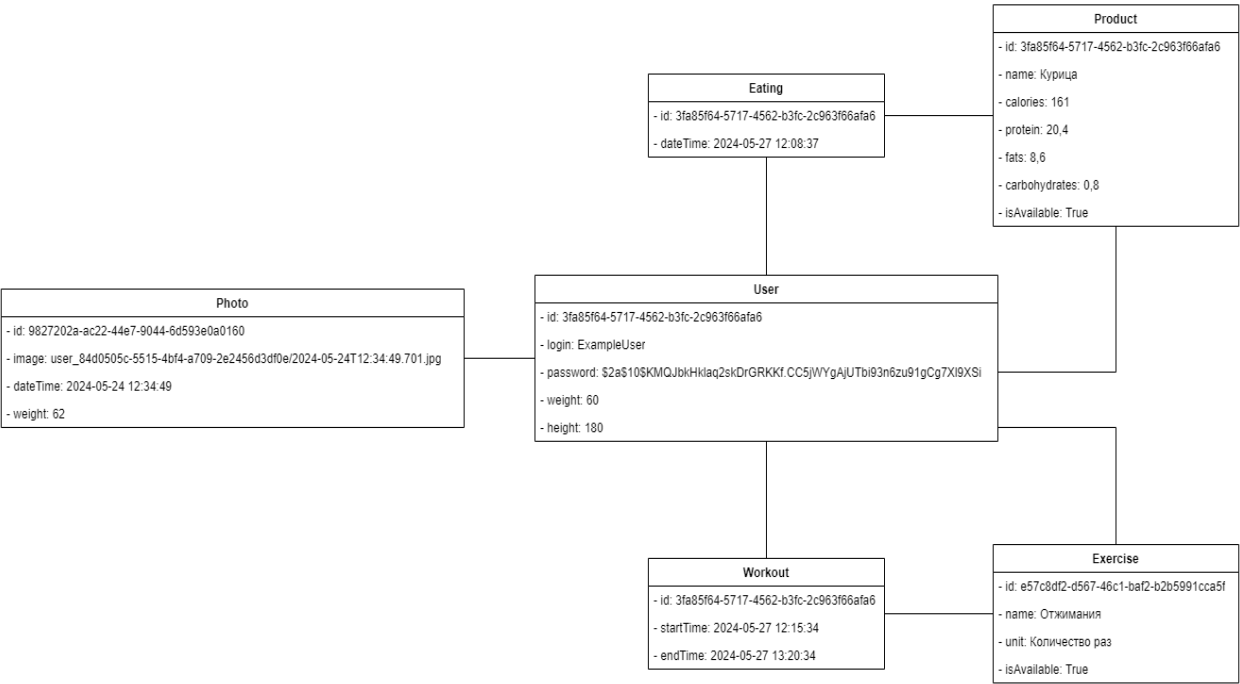 Product
- id: 3fa85f64-5717-4562-b3fc-2c963f66afa6
- name: Курица
- calories: 161
- protein: 20,4
- fats: 8,6
- carbohydrates: 0,8
- isAvailable: True
Eating
- id: 3fa85f64-5717-4562-b3fc-2c963f66afa6
- dateTime: 2024-05-27 12:08:37
User
- id: 3fa85f64-5717-4562-b3fc-2c963f66afa6
- login: ExampleUser
- password: $2a$10$KMQJbkHklaq2skDrGRKKf.CC5jWYgAjUTbi93n6zu91gCg7Xl9XSi
- weight: 60
- height: 180
Photo
- id: 9827202a-ac22-44e7-9044-6d593e0a0160
- image: user_84d0505c-5515-4bf4-a709-2e2456d3df0e/2024-05-24T12:34:49.701.jpg
- dateTime: 2024-05-24 12:34:49
- weight: 62
Workout
- id: 3fa85f64-5717-4562-b3fc-2c963f66afa6
- startTime: 2024-05-27 12:15:34
- endTime: 2024-05-27 13:20:34
Exercise
- id: e57c8df2-d567-46c1-baf2-b2b5991cca5f
- name: Отжимания
- unit: Количество раз
- isAvailable: True